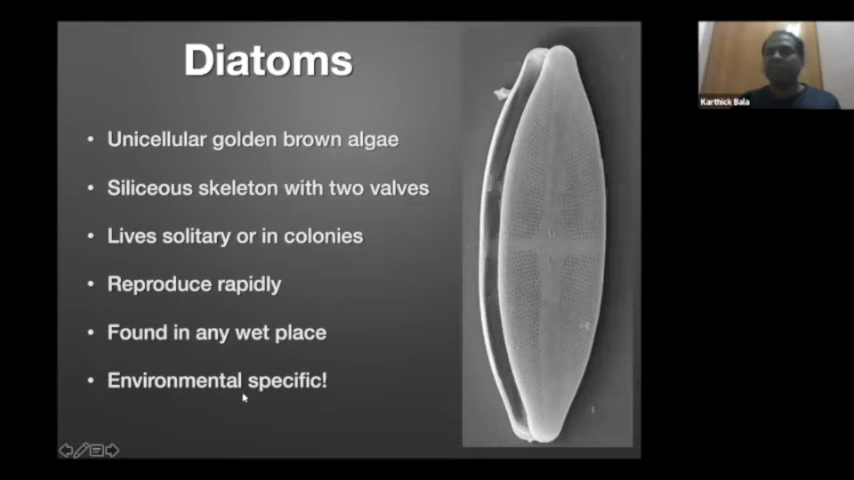 Diatoms
• Unicellular golden brown algae
• Siliceous skeleton with two valves
• Lives solitary or in colonies
• Reproduce rapidly
• Found in any wet place
• Environmental specific!
Karthick Bala